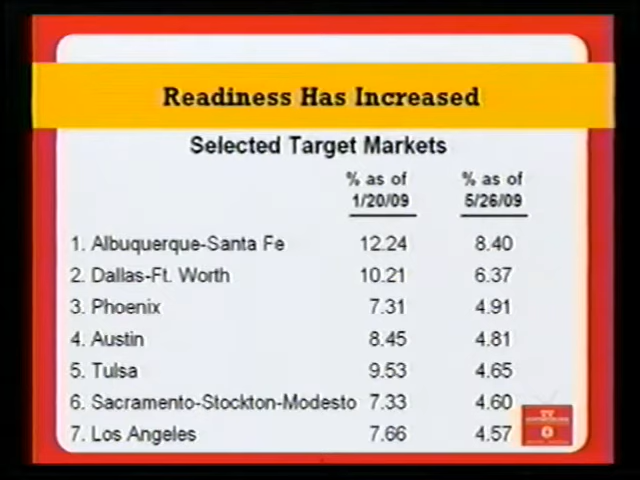 Readiness Has Increased
Selected Target Markets
% as of % as of
1/20/09 5/26/09
1. Albuquerque-Santa Fe 12.24 8.40
2. Dallas-Ft. Worth 10.21 6.37
3. Phoenix 7.31 4.91
4. Austin 8.45 4.81
5. Tulsa 9.53 4.65
6. Sacramento-Stockton-Modesto 7.33 4.60
7. Los Angeles 7.66 4.57
TV